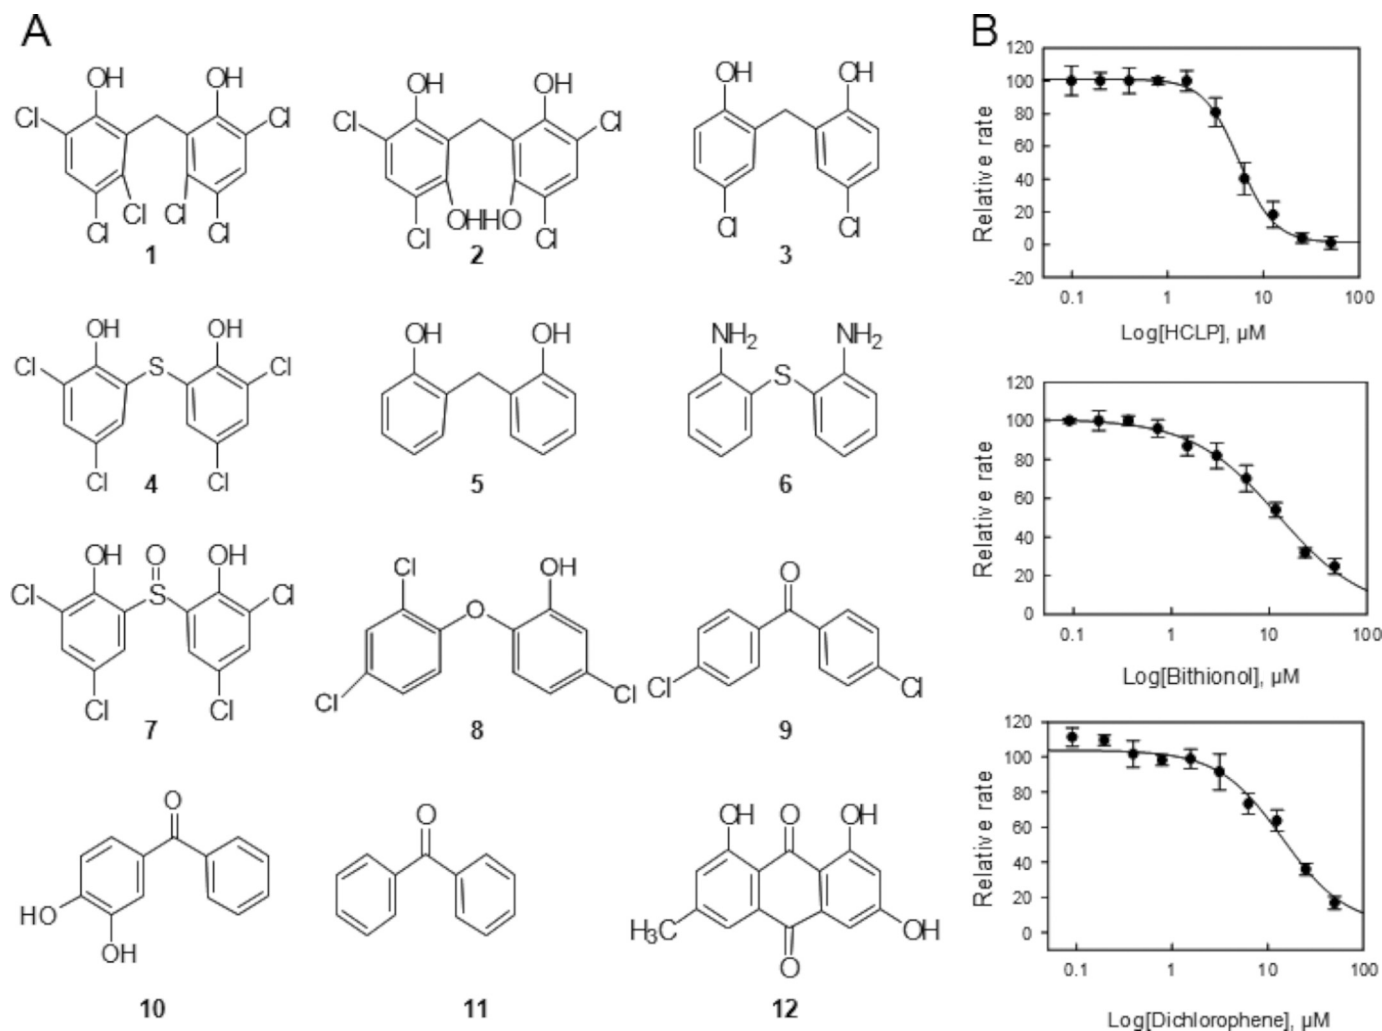 A
OH OH
Cl Cl
Cl Cl Cl Cl
1
OH OH
Cl Cl
OHHO
Cl Cl
2
OH OH
Cl Cl
3
OH OH
Cl S Cl
Cl Cl
4
OH OH
5
NH2 NH2
S
6
OH O OH
Cl S Cl
Cl Cl
7
Cl OH
O
Cl Cl
8
O
Cl Cl
9
O
HO
OH
10
O
11
OH O OH
H3C OH
O
12
B
120
100
80
60
40
20
0
-20
Relative rate
0.1 1 10 100
Log[HCLP], µM
120
100
80
60
40
20
0
Relative rate
0.1 1 10 100
Log[Bithionol], µM
120
100
80
60
40
20
0
Relative rate
0.1 1 10 100
Log[Dichlorophene], µM